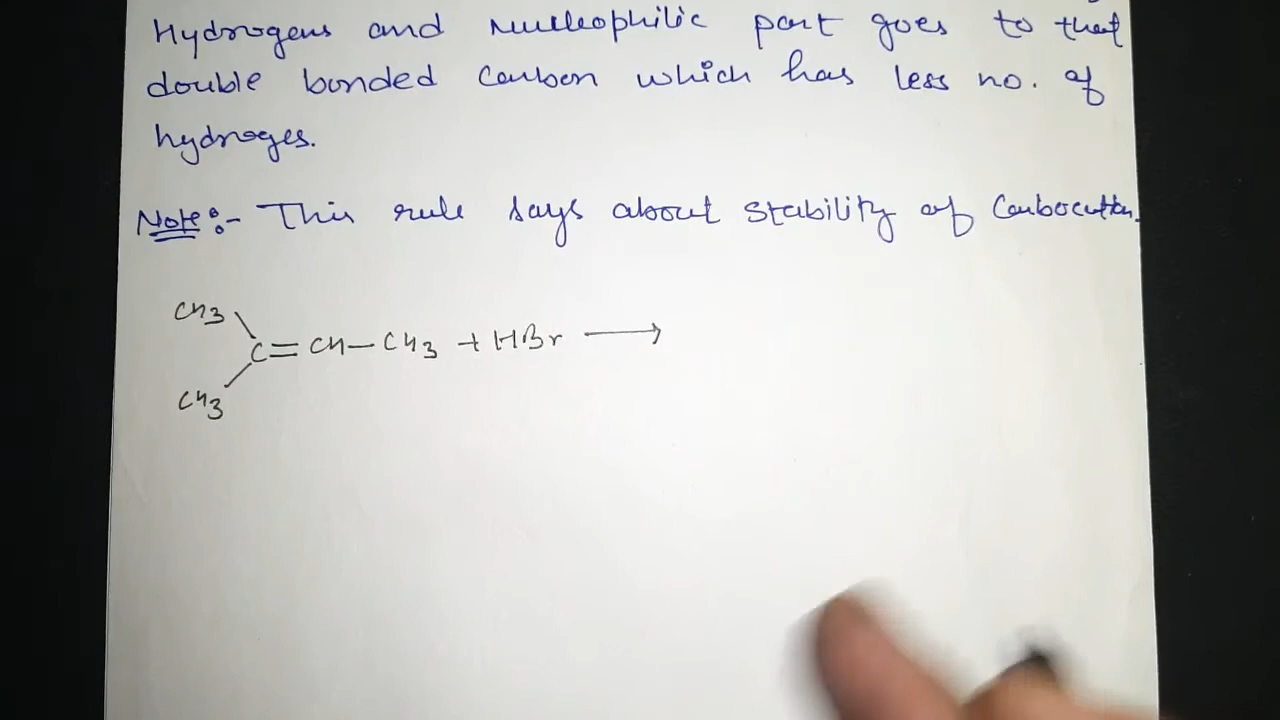 Hydrogens and nucleophilic part goes to that
double bonded carbon which has less no. of
hydroges.
Note:- This rule says about stability of Carbocation.
CH3
C=CH-CH3 + HBr ⟶
CH3